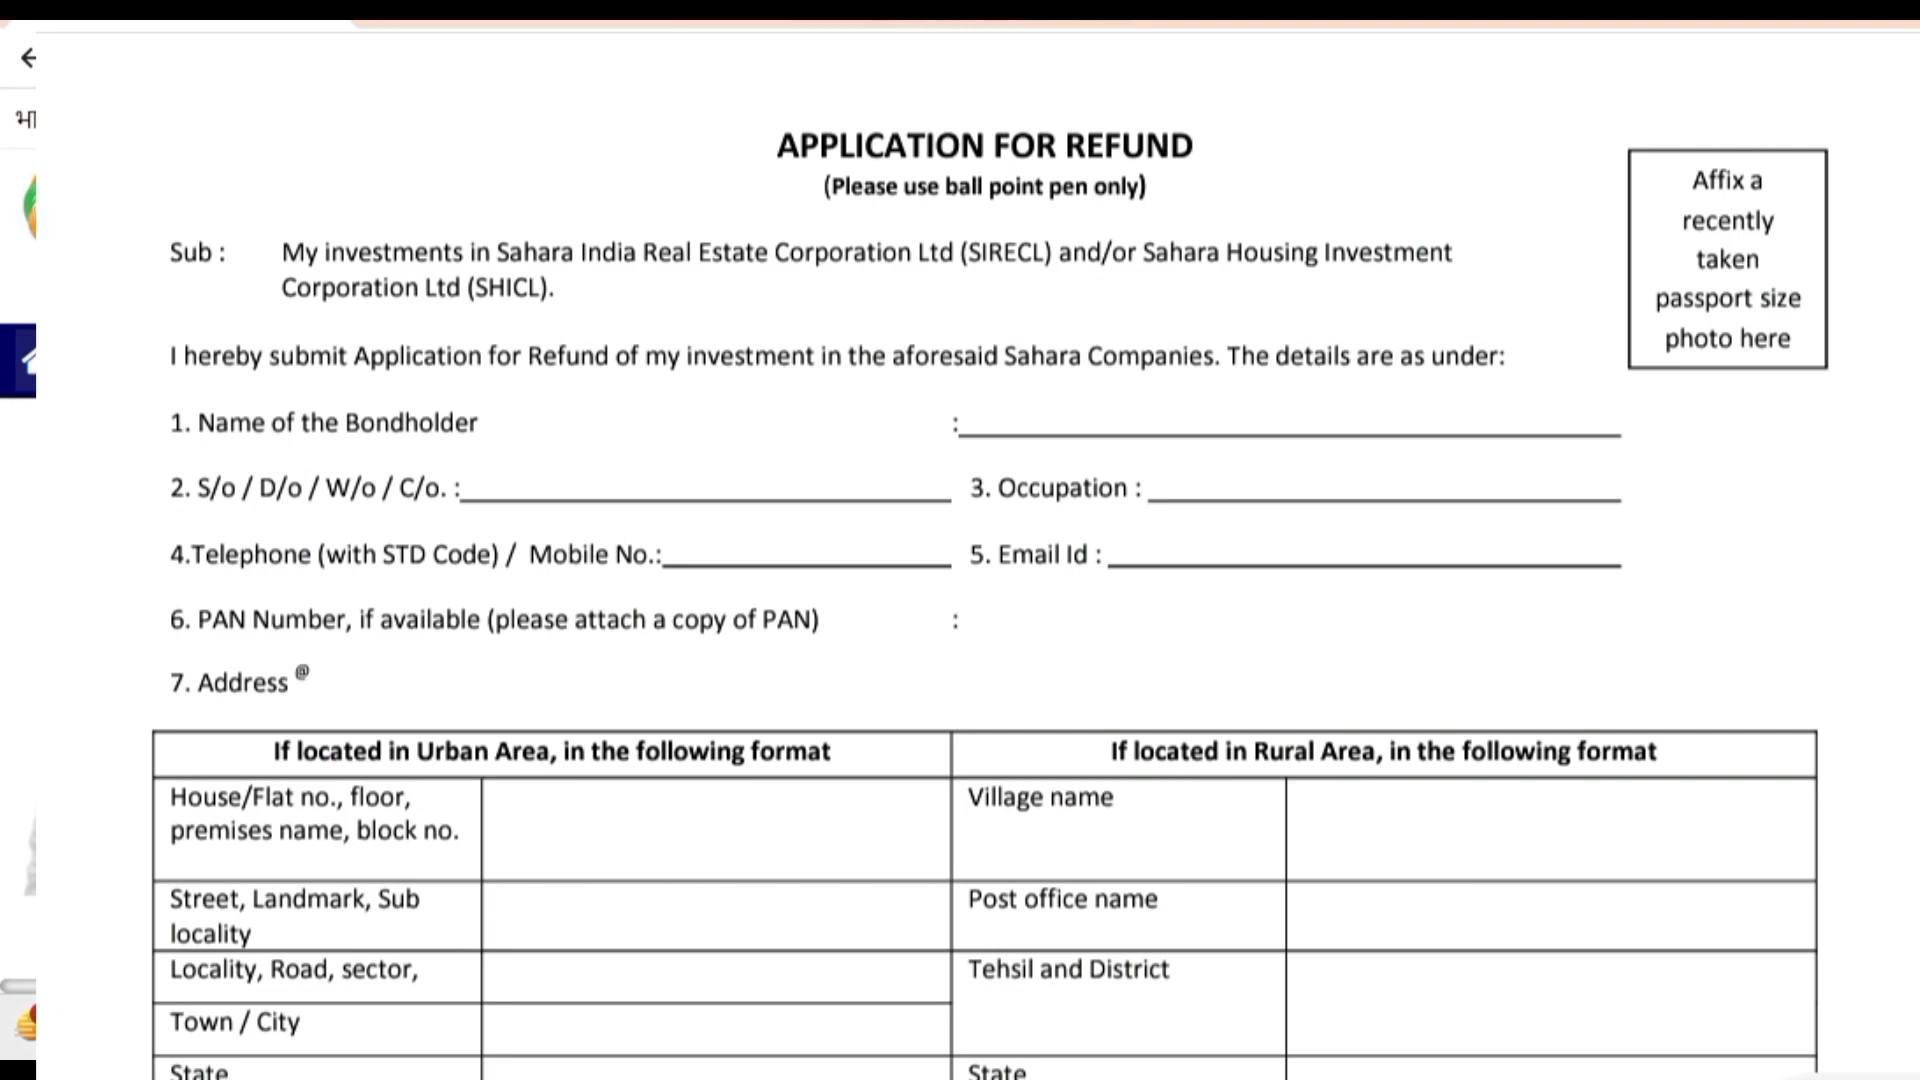 भा
APPLICATION FOR REFUND
(Please use ball point pen only)
Affix a
recently
taken
passport size
photo here
Sub : My investments in Sahara India Real Estate Corporation Ltd (SIRECL) and/or Sahara Housing Investment
Corporation Ltd (SHICL).
I hereby submit Application for Refund of my investment in the aforesaid Sahara Companies. The details are as under:
1. Name of the Bondholder :
2. S/o / D/o / W/o / C/o. : 3. Occupation :
4.Telephone (with STD Code) / Mobile No.: 5. Email Id :
6. PAN Number, if available (please attach a copy of PAN) :
7. Address @
If located in Urban Area, in the following format If located in Rural Area, in the following format
House/Flat no., floor, Village name
premises name, block no.
Street, Landmark, Sub Post office name
locality
Locality, Road, sector, Tehsil and District
Town / City
State State